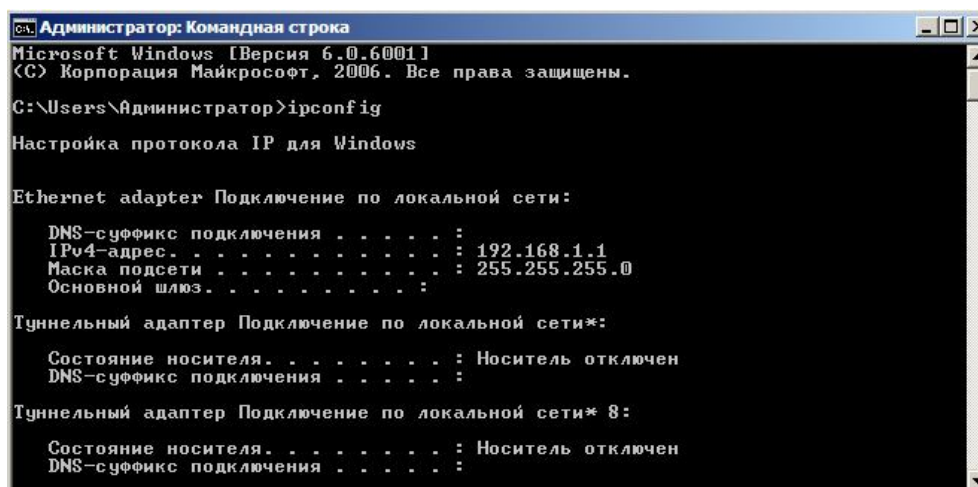 Администратор: Командная строка
Microsoft Windows [Версия 6.0.6001]
(C) Корпорация Майкрософт, 2006. Все права защищены.
C:\Users\Администратор>ipconfig
Настройка протокола IP для Windows
Ethernet adapter Подключение по локальной сети:
DNS-суффикс подключения . . . . . :
IPv4-адрес. . . . . . . . . . . . : 192.168.1.1
Маска подсети . . . . . . . . . . : 255.255.255.0
Основной шлюз. . . . . . . . . :
Туннельный адаптер Подключение по локальной сети*:
Состояние носителя. . . . . . . . : Носитель отключен
DNS-суффикс подключения . . . . . :
Туннельный адаптер Подключение по локальной сети* 8:
Состояние носителя. . . . . . . . : Носитель отключен
DNS-суффикс подключения . . . . . :